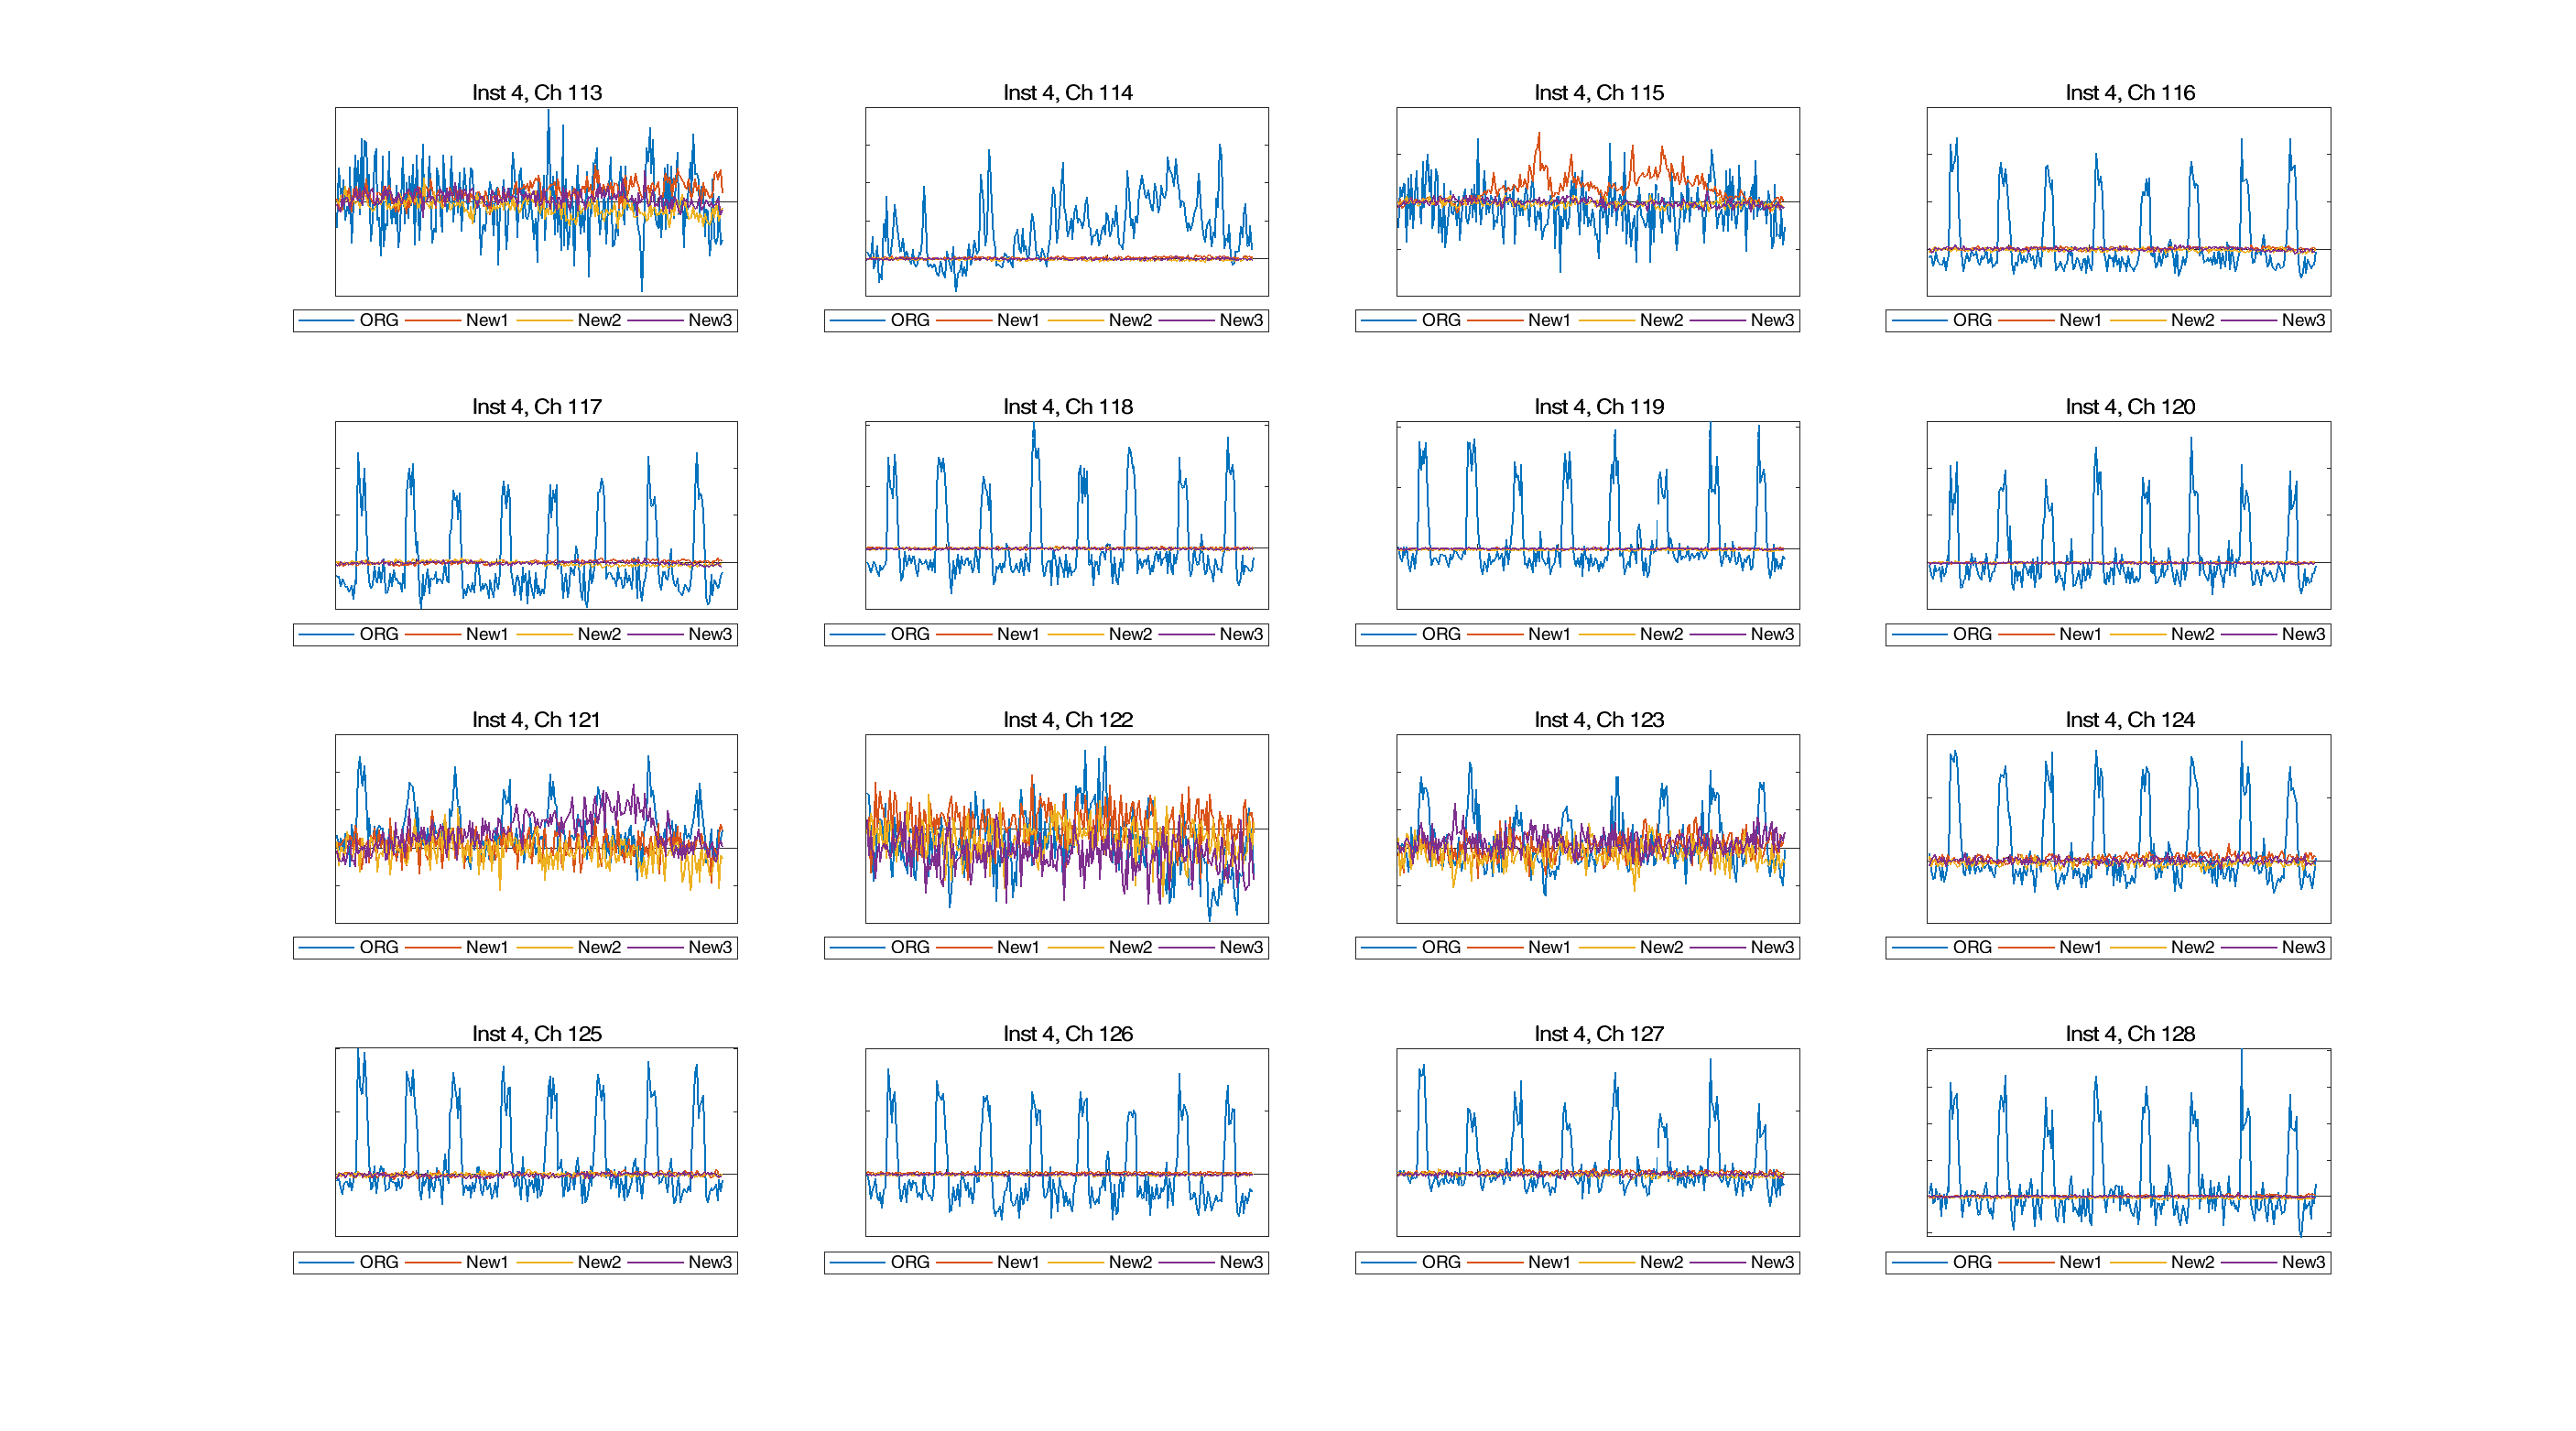 Inst 4, Ch 113
Inst 4, Ch 114
Inst 4, Ch 115
Inst 4, Ch 116
ORG New1 New2 New3
ORG New1 New2 New3
ORG New1 New2 New3
ORG New1 New2 New3
Inst 4, Ch 117
Inst 4, Ch 118
Inst 4, Ch 119
Inst 4, Ch 120
ORG New1 New2 New3
ORG New1 New2 New3
ORG New1 New2 New3
ORG New1 New2 New3
Inst 4, Ch 121
Inst 4, Ch 122
Inst 4, Ch 123
Inst 4, Ch 124
ORG New1 New2 New3
ORG New1 New2 New3
ORG New1 New2 New3
ORG New1 New2 New3
Inst 4, Ch 125
Inst 4, Ch 126
Inst 4, Ch 127
Inst 4, Ch 128
ORG New1 New2 New3
ORG New1 New2 New3
ORG New1 New2 New3
ORG New1 New2 New3